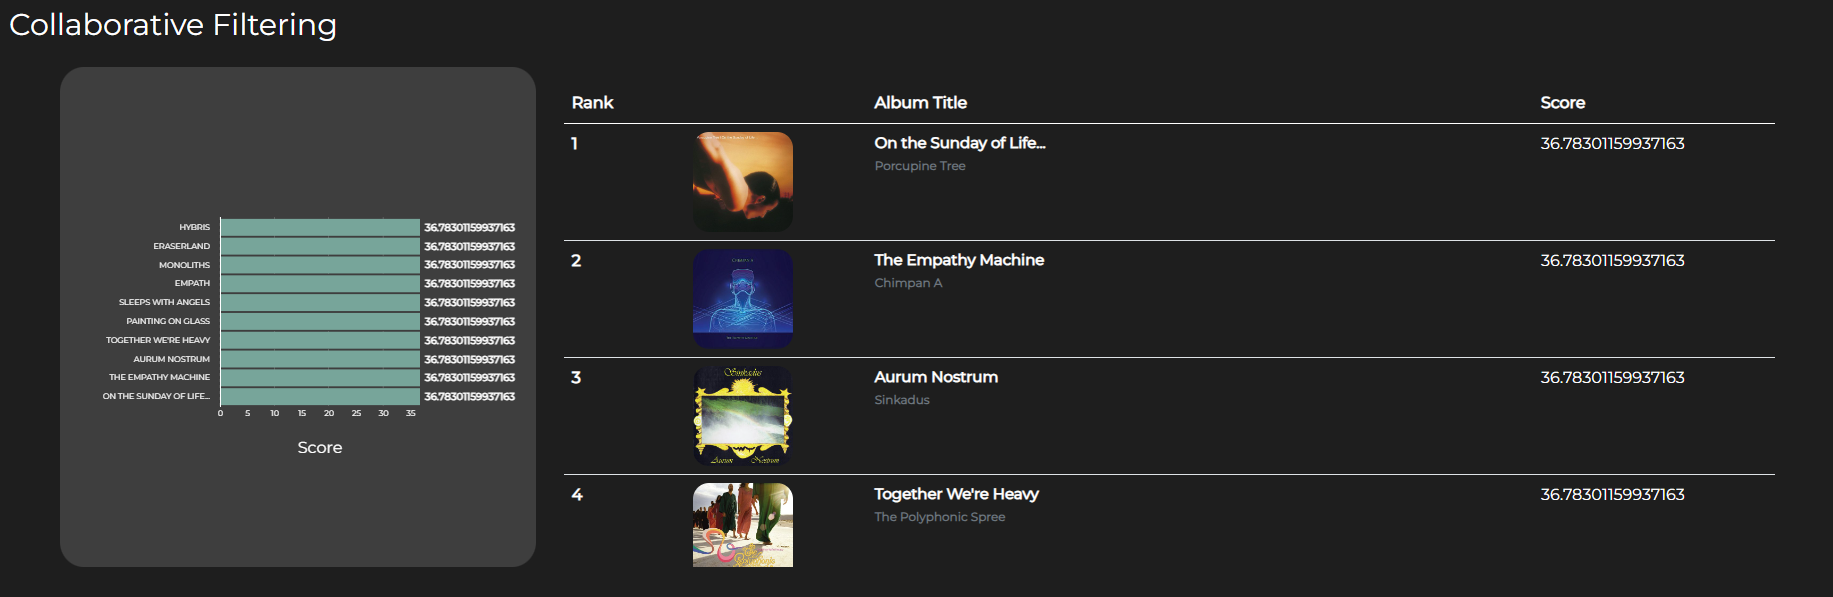 Collaborative Filtering
HYBRIS 36.78301159937163
ERASERLAND 36.78301159937163
MONOLITHS 36.78301159937163
EMPATH 36.78301159937163
SLEEPS WITH ANGELS 36.78301159937163
PAINTING ON GLASS 36.78301159937163
TOGETHER WE'RE HEAVY 36.78301159937163
AURUM NOSTRUM 36.78301159937163
THE EMPATHY MACHINE 36.78301159937163
ON THE SUNDAY OF LIFE... 36.78301159937163
0 5 10 15 20 25 30 35
Score
Rank Album Title Score
1 On the Sunday of Life... 36.78301159937163
Porcupine Tree
2 The Empathy Machine 36.78301159937163
Chimpan A
3 Aurum Nostrum 36.78301159937163
Sinkadus
Sinkadus
Aurum Nostrum
4 Together We're Heavy 36.78301159937163
The Polyphonic Spree